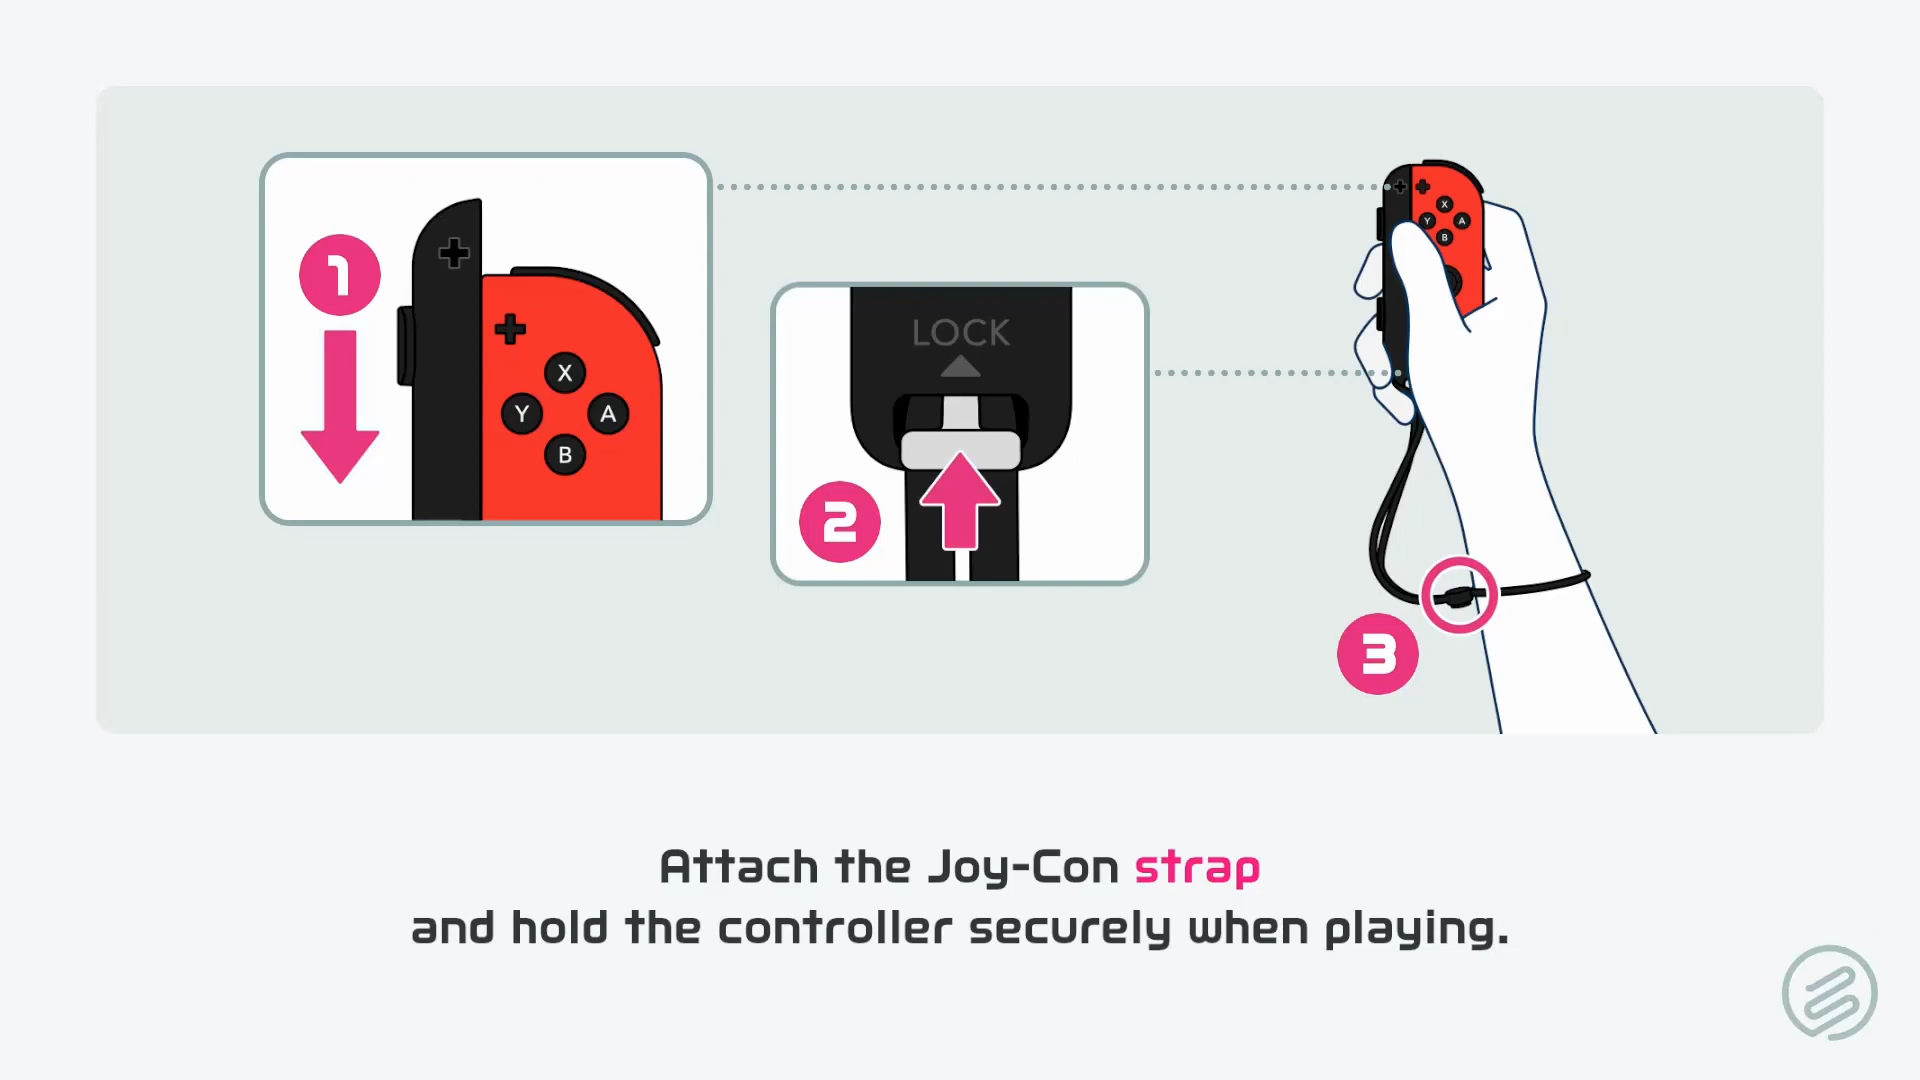 1
X
Y
A
B
LOCK
2
X
Y
A
B
3
Attach the Joy-Con strap
and hold the controller securely when playing.